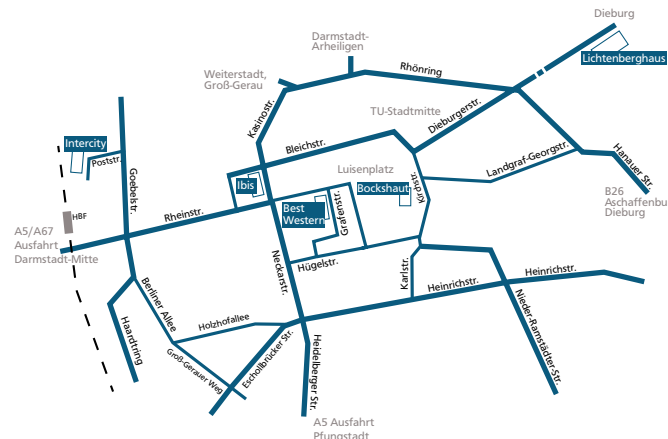 Dieburg
Lichtenberghaus
Darmstadt-
Arheiligen
Rhönring
Weiterstadt,
Groß-Gerau
Kasinostr.
TU-Stadtmitte
Dieburgerstr.
Bleichstr.
Intercity
Poststr.
Goebelstr.
Luisenplatz
Landgraf-Georgstr.
Hanauer Str.
Ibis
Bockshaut
Kirchstr.
Best
Western
Grafenstr.
B26
Aschaffenbu
Dieburg
HBF
Rheinstr.
A5/A67
Ausfahrt
Darmstadt-Mitte
Neckarstr.
Hügelstr.
Karlstr.
Heinrichstr.
Heinrichstr.
Berliner Allee
Haardtring
Holzhofallee
Groß-Gerauer Weg
Eschollbrücker Str.
Heidelberger Str.
Nieder-Ramstädter-Str.
A5 Ausfahrt
Pfungstadt